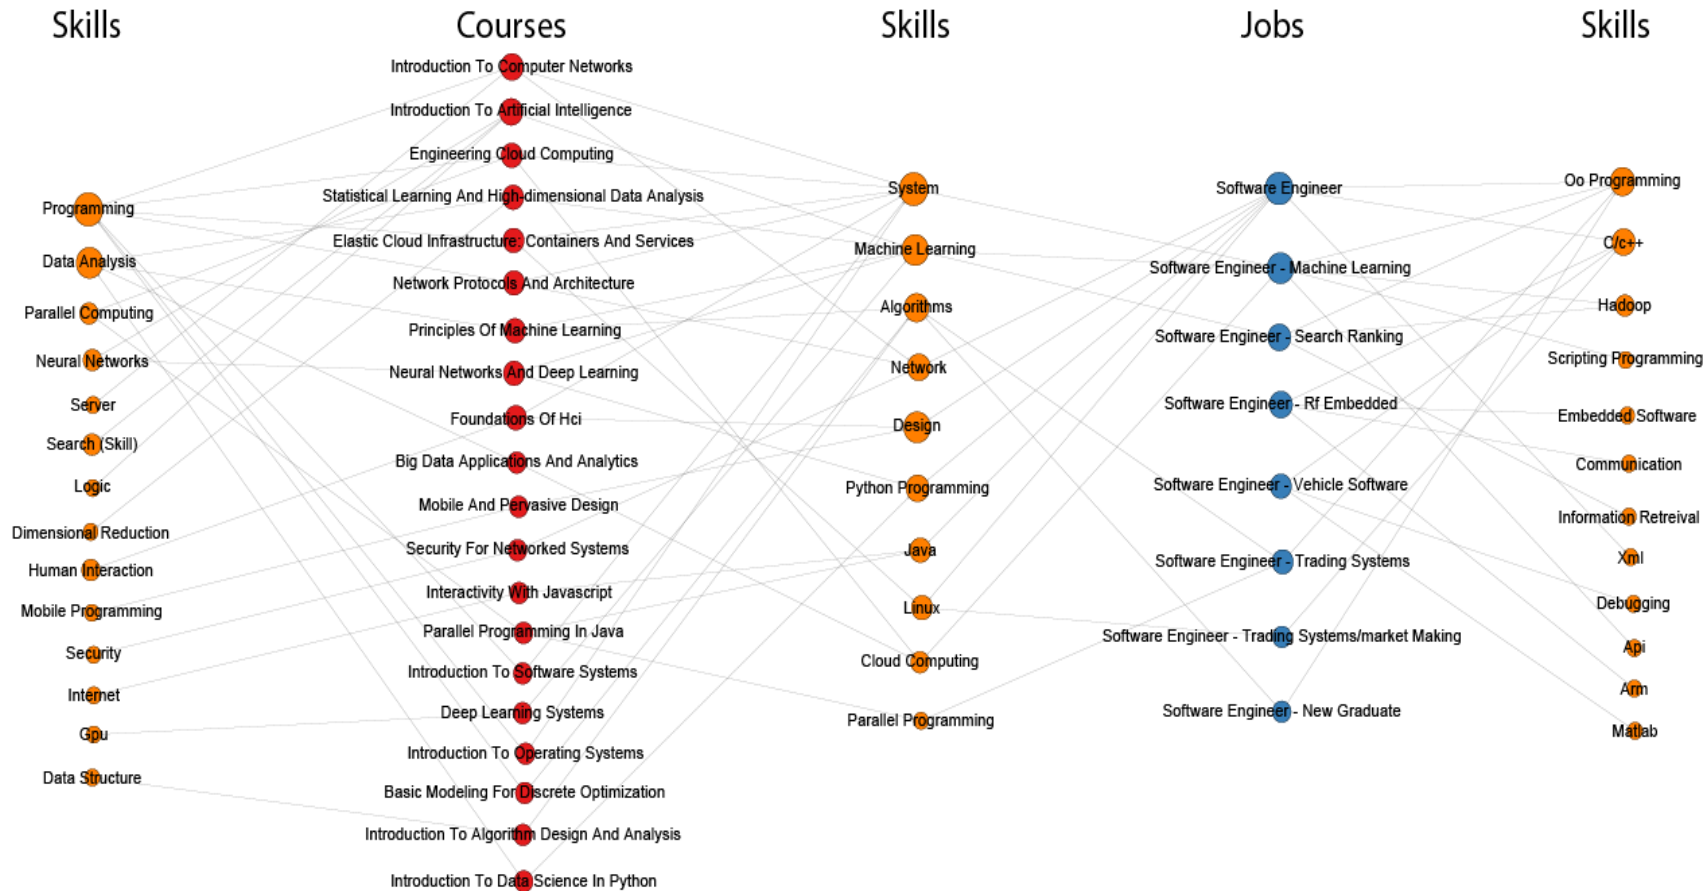 Skills
Courses
Skills
Jobs
Skills
Programming
Data Analysis
Parallel Computing
Neural Networks
Server
Search (Skill)
Logic
Dimensional Reduction
Human Interaction
Mobile Programming
Security
Internet
Gpu
Data Structure
Introduction To Computer Networks
Introduction To Artificial Intelligence
Engineering Cloud Computing
Statistical Learning And High-dimensional Data Analysis
Elastic Cloud Infrastructure: Containers And Services
Network Protocols And Architecture
Principles Of Machine Learning
Neural Networks And Deep Learning
Foundations Of Hci
Big Data Applications And Analytics
Mobile And Pervasive Design
Security For Networked Systems
Interactivity With Javascript
Parallel Programming In Java
Introduction To Software Systems
Deep Learning Systems
Introduction To Operating Systems
Basic Modeling For Discrete Optimization
Introduction To Algorithm Design And Analysis
Introduction To Data Science In Python
System
Machine Learning
Algorithms
Network
Design
Python Programming
Java
Linux
Cloud Computing
Parallel Programming
Software Engineer
Software Engineer - Machine Learning
Software Engineer - Search Ranking
Software Engineer - Rf Embedded
Software Engineer - Vehicle Software
Software Engineer - Trading Systems
Software Engineer - Trading Systems/market Making
Software Engineer - New Graduate
Oo Programming
C/c++
Hadoop
Scripting Programming
Embedded Software
Communication
Information Retreival
Xml
Debugging
Api
Arm
Matlab